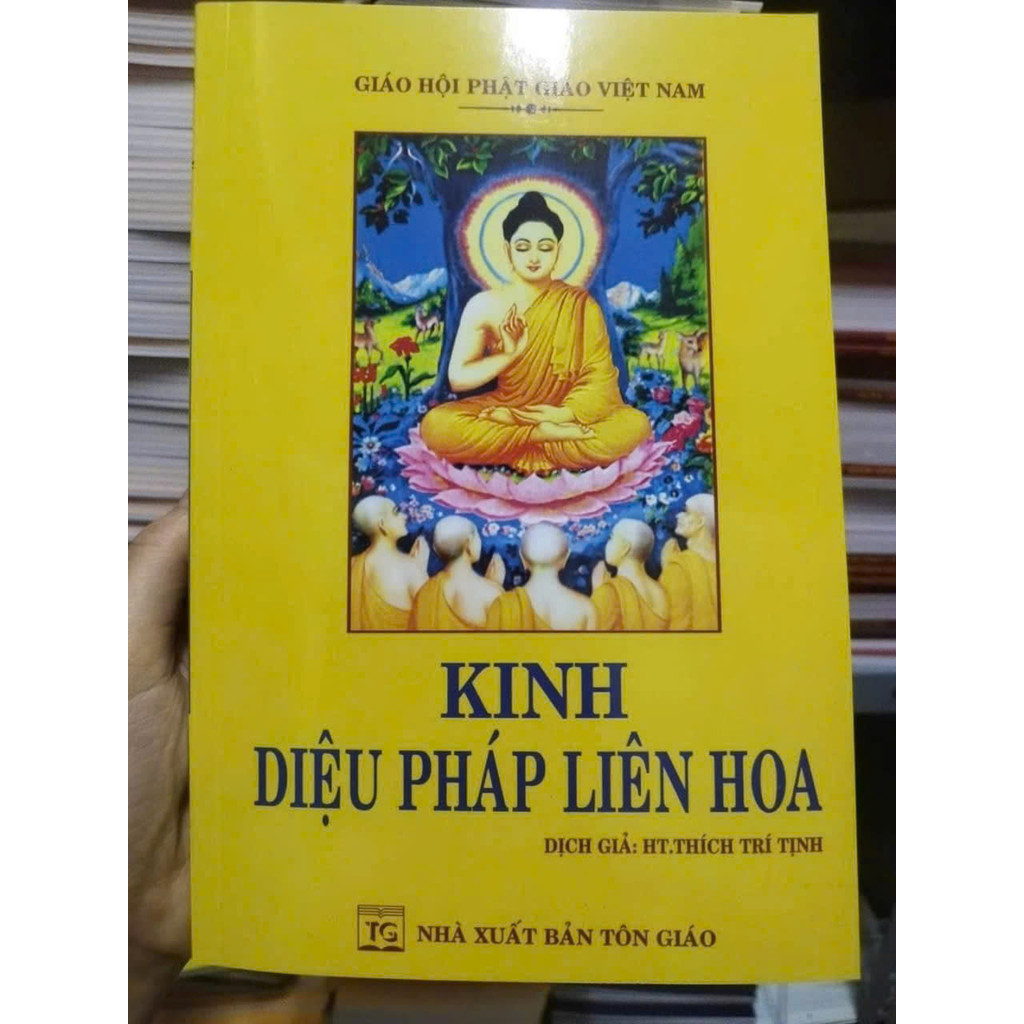 GIÁO HỘI PHẬT GIÁO VIỆT NAM
KINH
DIỆU PHÁP LIÊN HOA
DỊCH GIẢ: HT.THÍCH TRÍ TỊNH
TG NHÀ XUẤT BẢN TÔN GIÁO